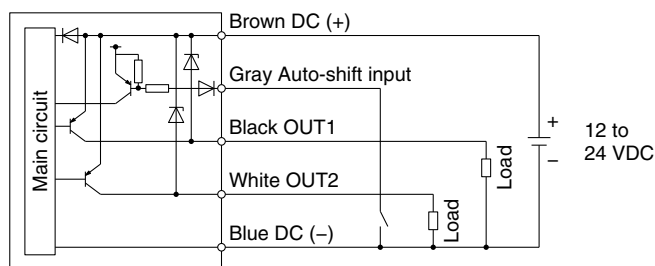 Brown DC (+)
Gray Auto-shift input
Black OUT1
White OUT2
Blue DC (−)
Main circuit
Load
Load
+
−
12 to
24 VDC